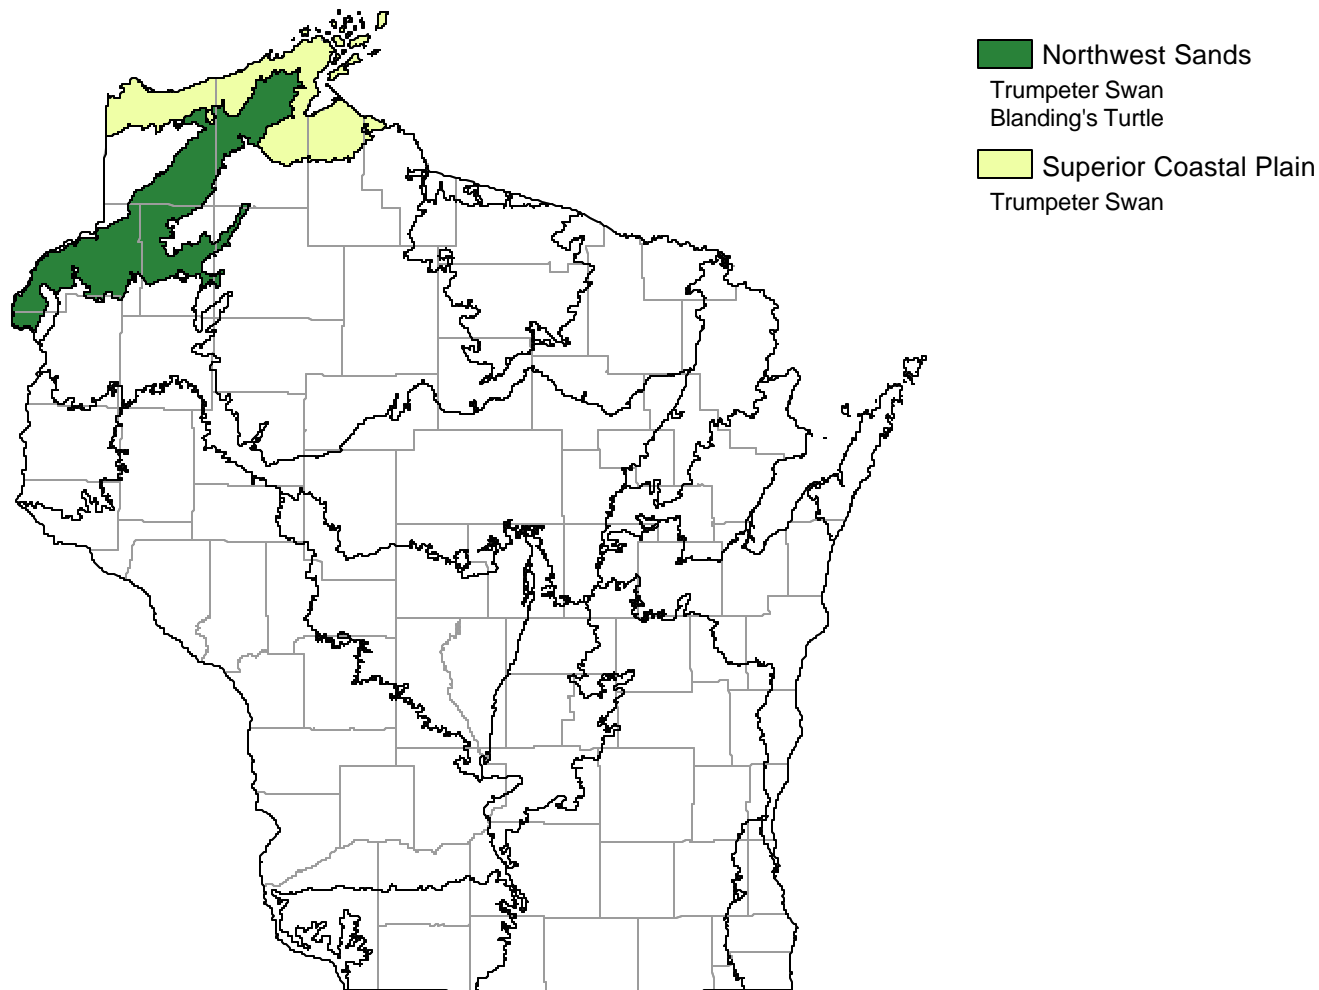 Northwest Sands
Trumpeter Swan
Blanding's Turtle
Superior Coastal Plain
Trumpeter Swan